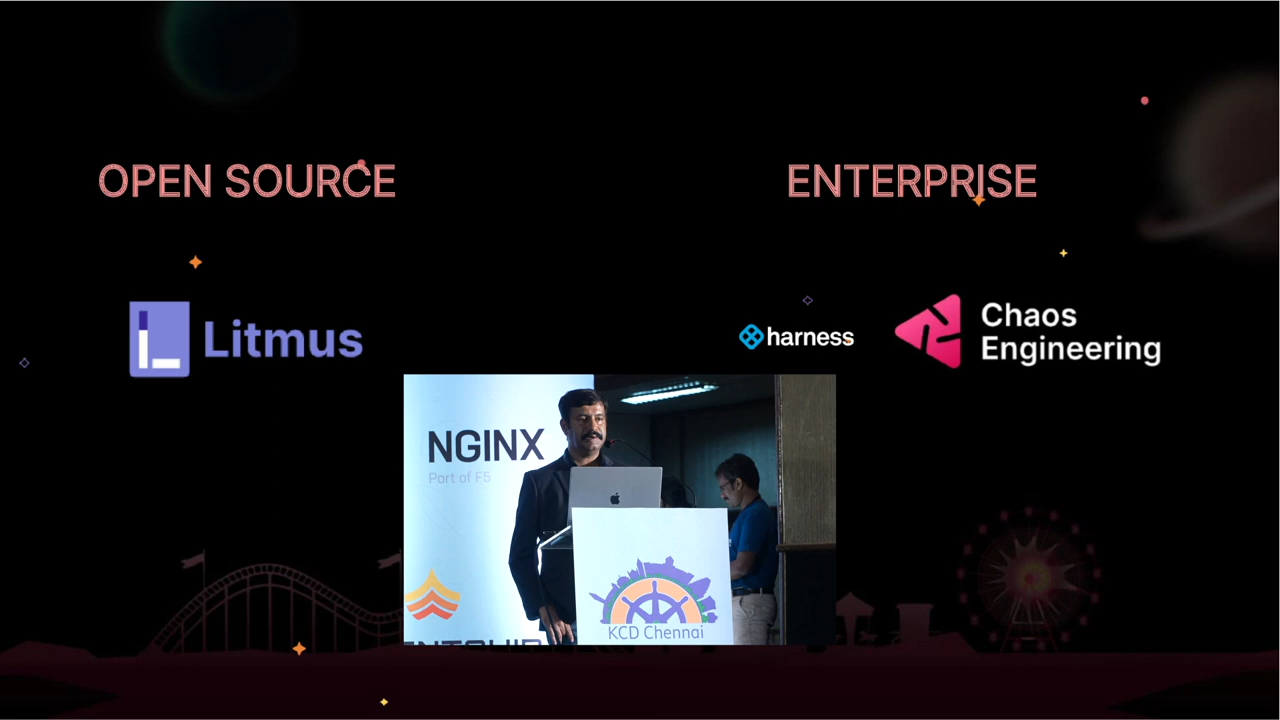 OPEN SOURCE
ENTERPRISE
Litmus
harness
Chaos
Engineering
NGINX
Part of F5
KCD Chennai